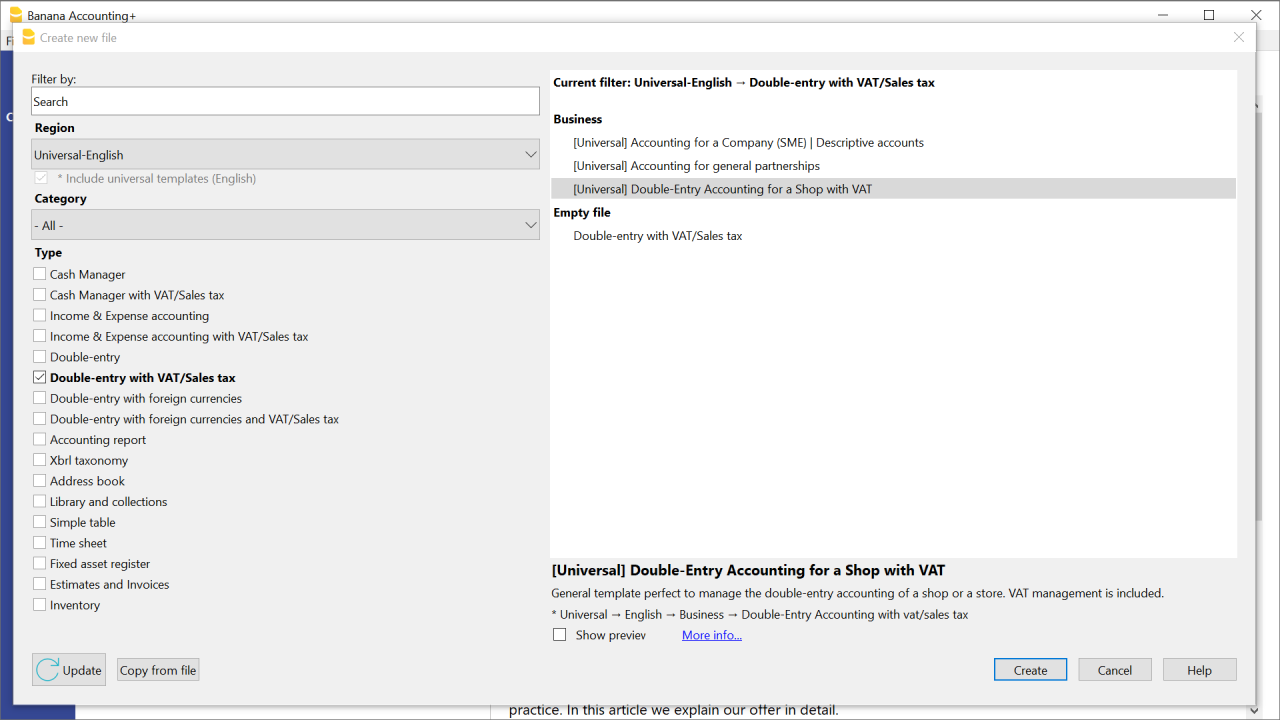 Banana Accounting+
Create new file
Filter by:
Search
Region
Universal-English
* Include universal templates (English)
Category
- All -
Type
Cash Manager
Cash Manager with VAT/Sales tax
Income & Expense accounting
Income & Expense accounting with VAT/Sales tax
Double-entry
Double-entry with VAT/Sales tax
Double-entry with foreign currencies
Double-entry with foreign currencies and VAT/Sales tax
Accounting report
Xbrl taxonomy
Address book
Library and collections
Simple table
Time sheet
Fixed asset register
Estimates and Invoices
Inventory
Update
Copy from file
Current filter: Universal-English → Double-entry with VAT/Sales tax
Business
[Universal] Accounting for a Company (SME) | Descriptive accounts
[Universal] Accounting for general partnerships
[Universal] Double-Entry Accounting for a Shop with VAT
Empty file
Double-entry with VAT/Sales tax
[Universal] Double-Entry Accounting for a Shop with VAT
General template perfect to manage the double-entry accounting of a shop or a store. VAT management is included.
* Universal → English → Business → Double-Entry Accounting with vat/sales tax
Show previev More info...
Create
Cancel
Help
practice. In this article we explain our offer in detail.